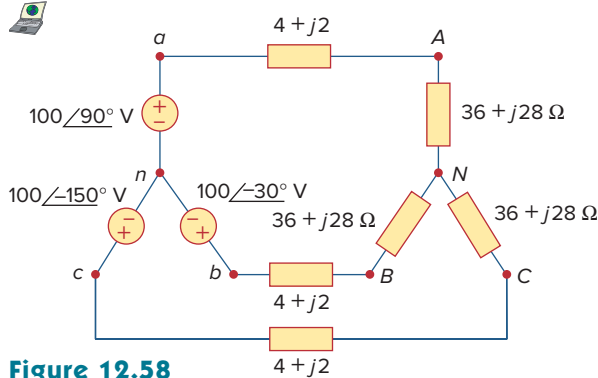 4 + j2
a
A
100∠90° V
+
−
36 + j28 Ω
n
N
100∠−150° V
100∠−30° V
36 + j28 Ω
36 + j28 Ω
−
+
−
+
c
b
B
C
4 + j2
4 + j2
Figure 12.58